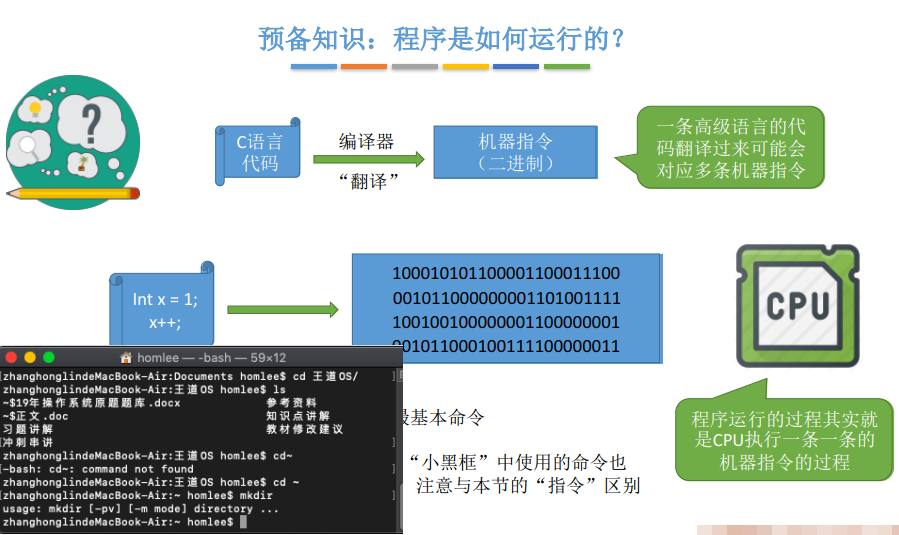 预备知识：程序是如何运行的？
C语言
代码
编译器
“翻译”
机器指令
（二进制）
一条高级语言的代
码翻译过来可能会
对应多条机器指令
?
Int x = 1;
x++;
100010101100001100011100
001011000000001101001111
100100100000001100000001
001011000100111100000011
CPU
homlee — -bash — 59×12
[zhanghonglindeMacBook-Air:Documents homlee$ cd 王道OS/ ]
zhanghonglindeMacBook-Air:王道OS homlee$ ls
~$19年操作系统原题题库.docx 参考资料
~$正文.doc 知识点讲解
习题讲解 教材修改建议
冲刺串讲
zhanghonglindeMacBook-Air:王道OS homlee$ cd~
-bash: cd~: command not found
zhanghonglindeMacBook-Air:王道OS homlee$ cd ~
zhanghonglindeMacBook-Air:~ homlee$ mkdir
usage: mkdir [-pv] [-m mode] directory ...
zhanghonglindeMacBook-Air:~ homlee$
最基本命令
“小黑框”中使用的命令也
注意与本节的“指令”区别
程序运行的过程其实就
是CPU执行一条一条的
机器指令的过程